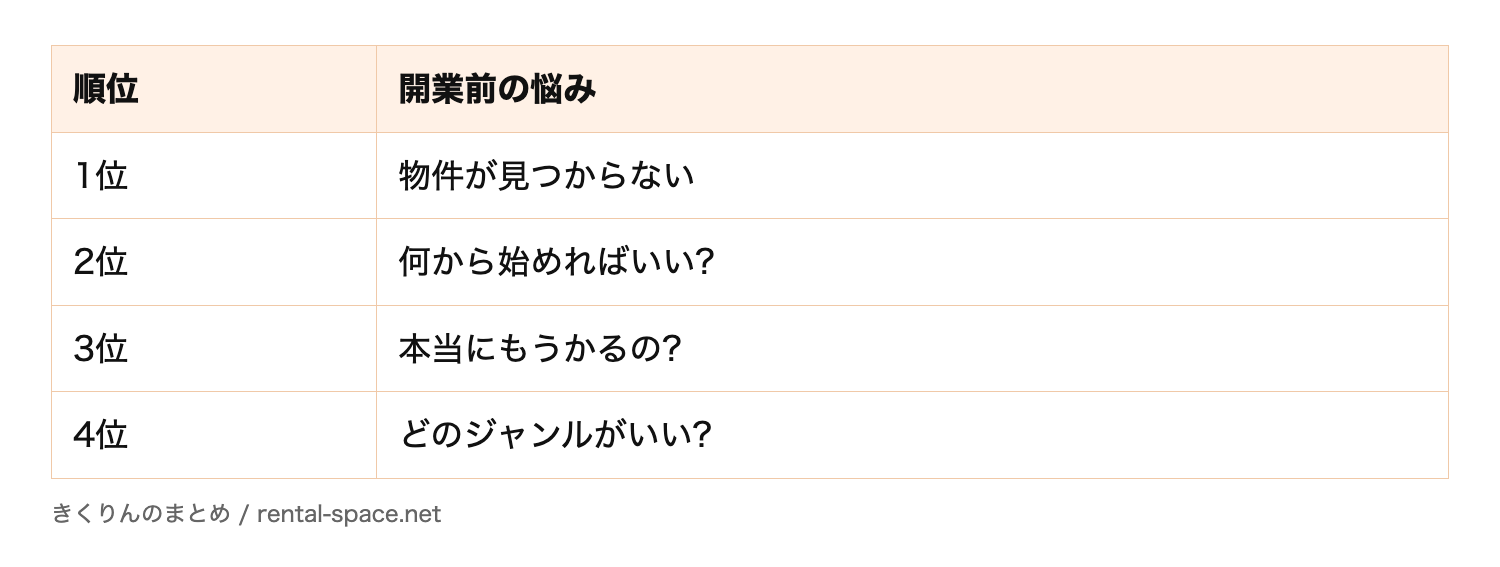 順位 開業前の悩み
1位 物件が見つからない
2位 何から始めればいい?
3位 本当にもうかるの?
4位 どのジャンルがいい?
きくりんのまとめ / rental-space.net